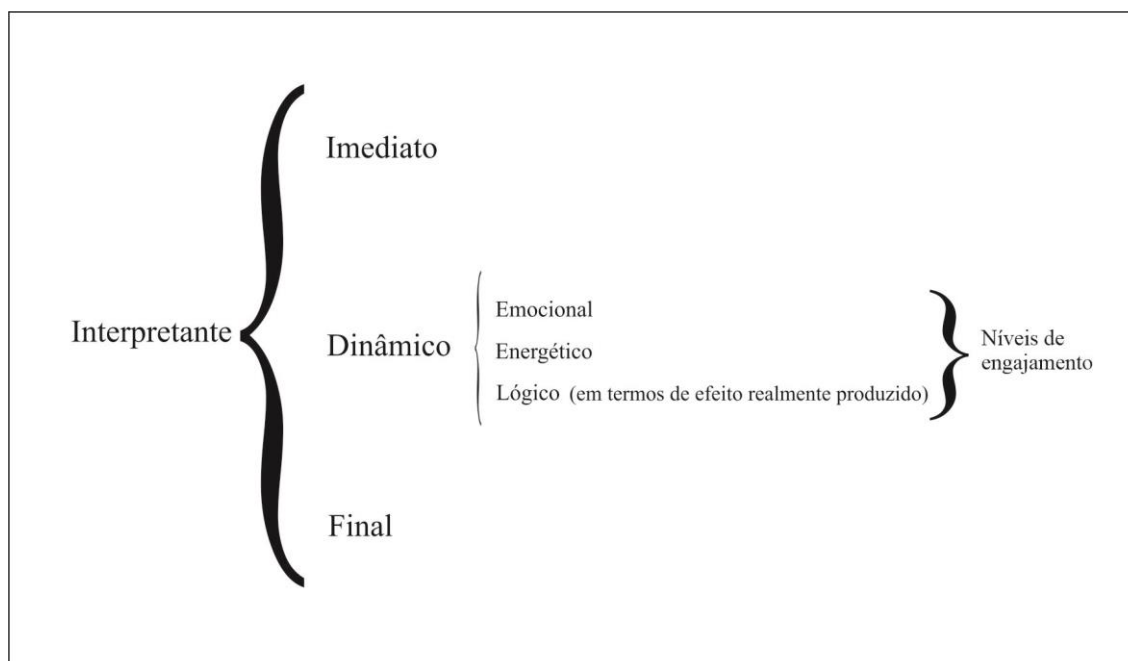 Interpretante
Imediato
Dinâmico
Emocional
Energético
Lógico (em termos de efeito realmente produzido)
Níveis de
engajamento
Final